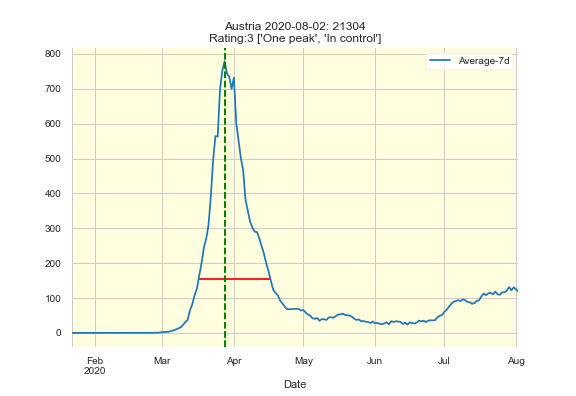 Austria 2020-08-02: 21304
Rating:3 ['One peak', 'In control']
Average-7d
800
700
600
500
400
300
200
100
0
Feb
2020
Mar
Apr
May
Jun
Jul
Aug
Date